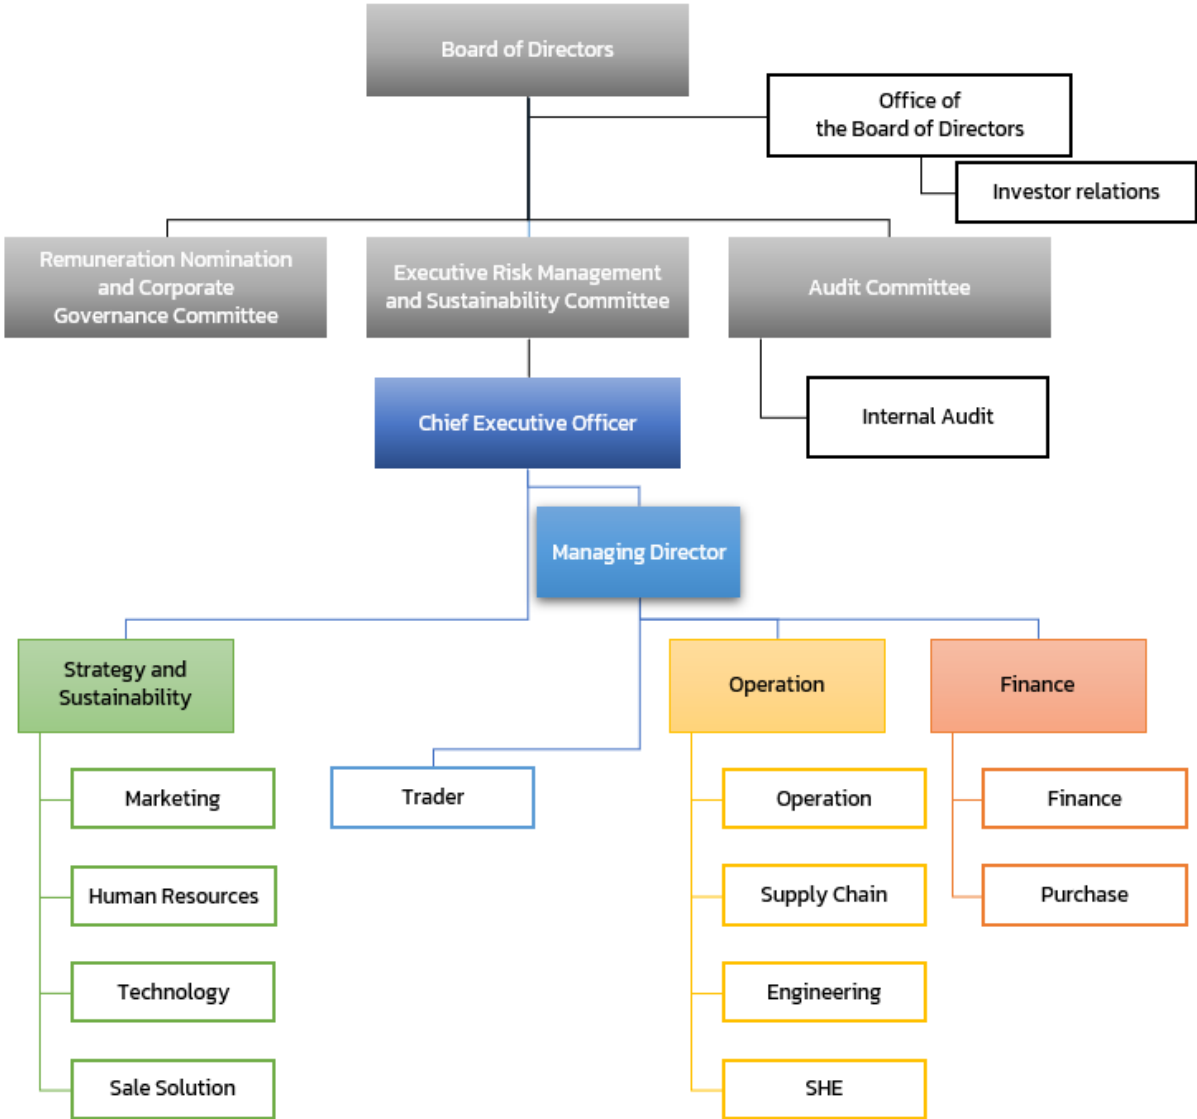 Board of Directors
Office of
the Board of Directors
Investor relations
Remuneration Nomination
and Corporate
Governance Committee
Executive Risk Management
and Sustainability Committee
Audit Committee
Chief Executive Officer
Internal Audit
Managing Director
Strategy and
Sustainability
Operation
Finance
Marketing
Trader
Operation
Finance
Human Resources
Supply Chain
Purchase
Technology
Engineering
Sale Solution
SHE